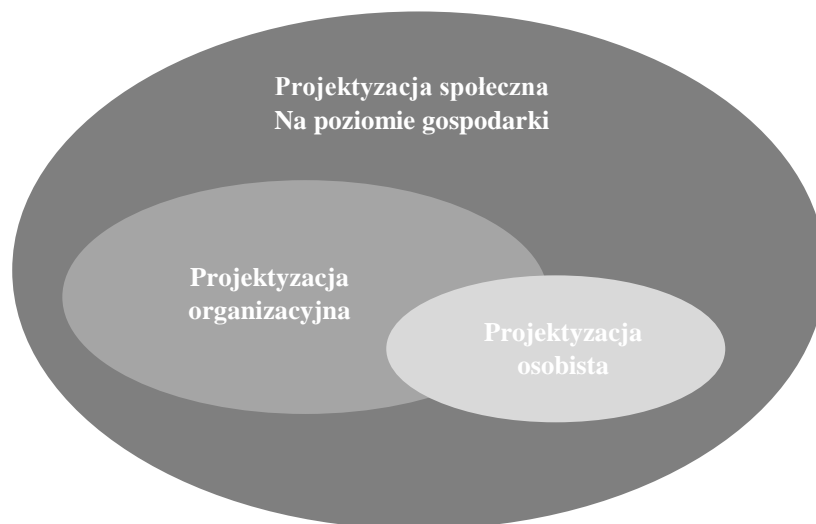 Projektyzacja społeczna
Na poziomie gospodarki
Projektyzacja
organizacyjna
Projektyzacja
osobista